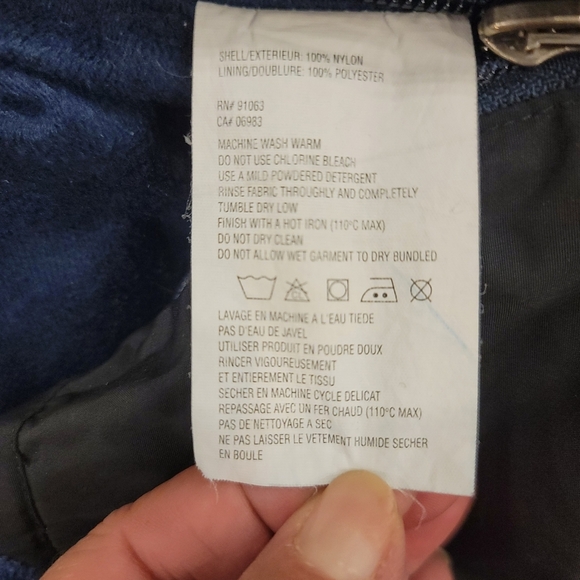 SHELL/EXTERIEUR: 100% NYLON
LINING/DOUBLURE: 100% POLYESTER
RN# 91063
CA# 06983
MACHINE WASH WARM
DO NOT USE CHLORINE BLEACH
USE A MILD POWDERED DETERGENT
RINSE FABRIC THROUGHLY AND COMPLETELY
TUMBLE DRY LOW
FINISH WITH A HOT IRON (110°C MAX)
DO NOT DRY CLEAN
DO NOT ALLOW WET GARMENT TO DRY BUNDLED
LAVAGE EN MACHINE A L'EAU TIEDE
PAS D'EAU DE JAVEL
UTILISER PRODUIT EN POUDRE DOUX
RINCER VIGOUREUSEMENT
ET ENTIEREMENT LE TISSU
SECHER EN MACHINE CYCLE DELICAT
REPASSAGE AVEC UN FER CHAUD (110°C MAX)
PAS DE NETTOYAGE A SEC
NE PAS LAISSER LE VETEMENT HUMIDE SECHER
EN BOULE